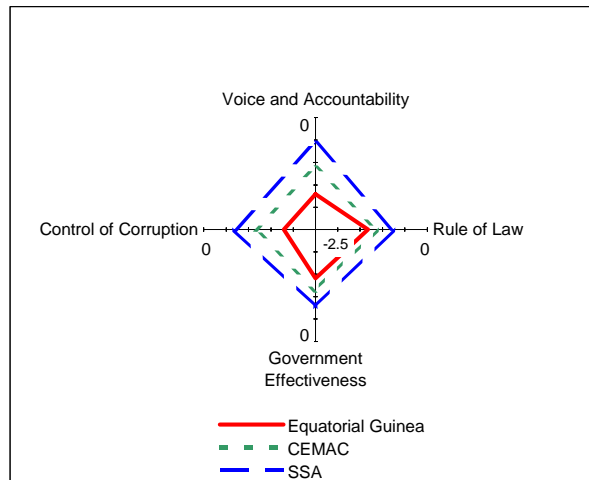 Voice and Accountability
0
Control of Corruption
Rule of Law
0
-2.5
0
0
Government
Effectiveness
Equatorial Guinea
CEMAC
SSA